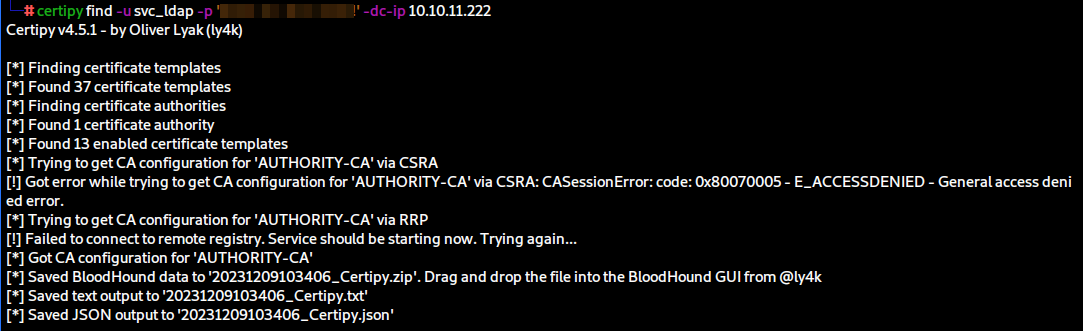 # certipy find -u svc_ldap -p '!' -dc-ip 10.10.11.222
Certipy v4.5.1 - by Oliver Lyak (ly4k)
[*] Finding certificate templates
[*] Found 37 certificate templates
[*] Finding certificate authorities
[*] Found 1 certificate authority
[*] Found 13 enabled certificate templates
[*] Trying to get CA configuration for 'AUTHORITY-CA' via CSRA
[!] Got error while trying to get CA configuration for 'AUTHORITY-CA' via CSRA: CASessionError: code: 0x80070005 - E_ACCESSDENIED - General access deni
ed error.
[*] Trying to get CA configuration for 'AUTHORITY-CA' via RRP
[!] Failed to connect to remote registry. Service should be starting now. Trying again...
[*] Got CA configuration for 'AUTHORITY-CA'
[*] Saved BloodHound data to '20231209103406_Certipy.zip'. Drag and drop the file into the BloodHound GUI from @ly4k
[*] Saved text output to '20231209103406_Certipy.txt'
[*] Saved JSON output to '20231209103406_Certipy.json'